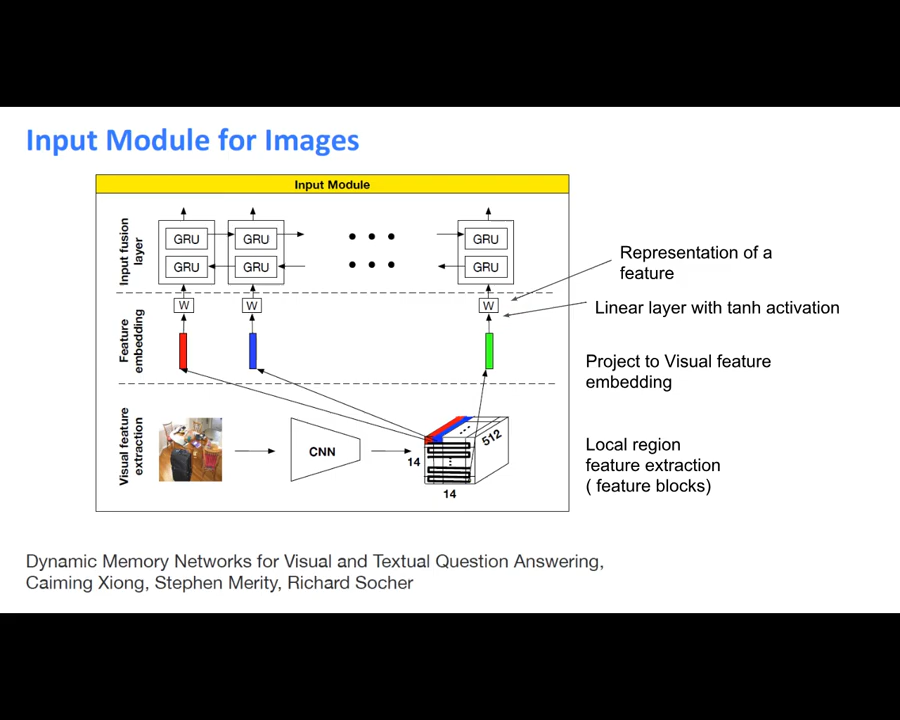 Input Module for Images
Input Module
Input fusion
layer
GRU
GRU
GRU
GRU
GRU
GRU
Representation of a
feature
Feature
embedding
W
W
W
Linear layer with tanh activation
Project to Visual feature
embedding
Visual feature
extraction
CNN
14
14
512
Local region
feature extraction
( feature blocks)
Dynamic Memory Networks for Visual and Textual Question Answering,
Caiming Xiong, Stephen Merity, Richard Socher